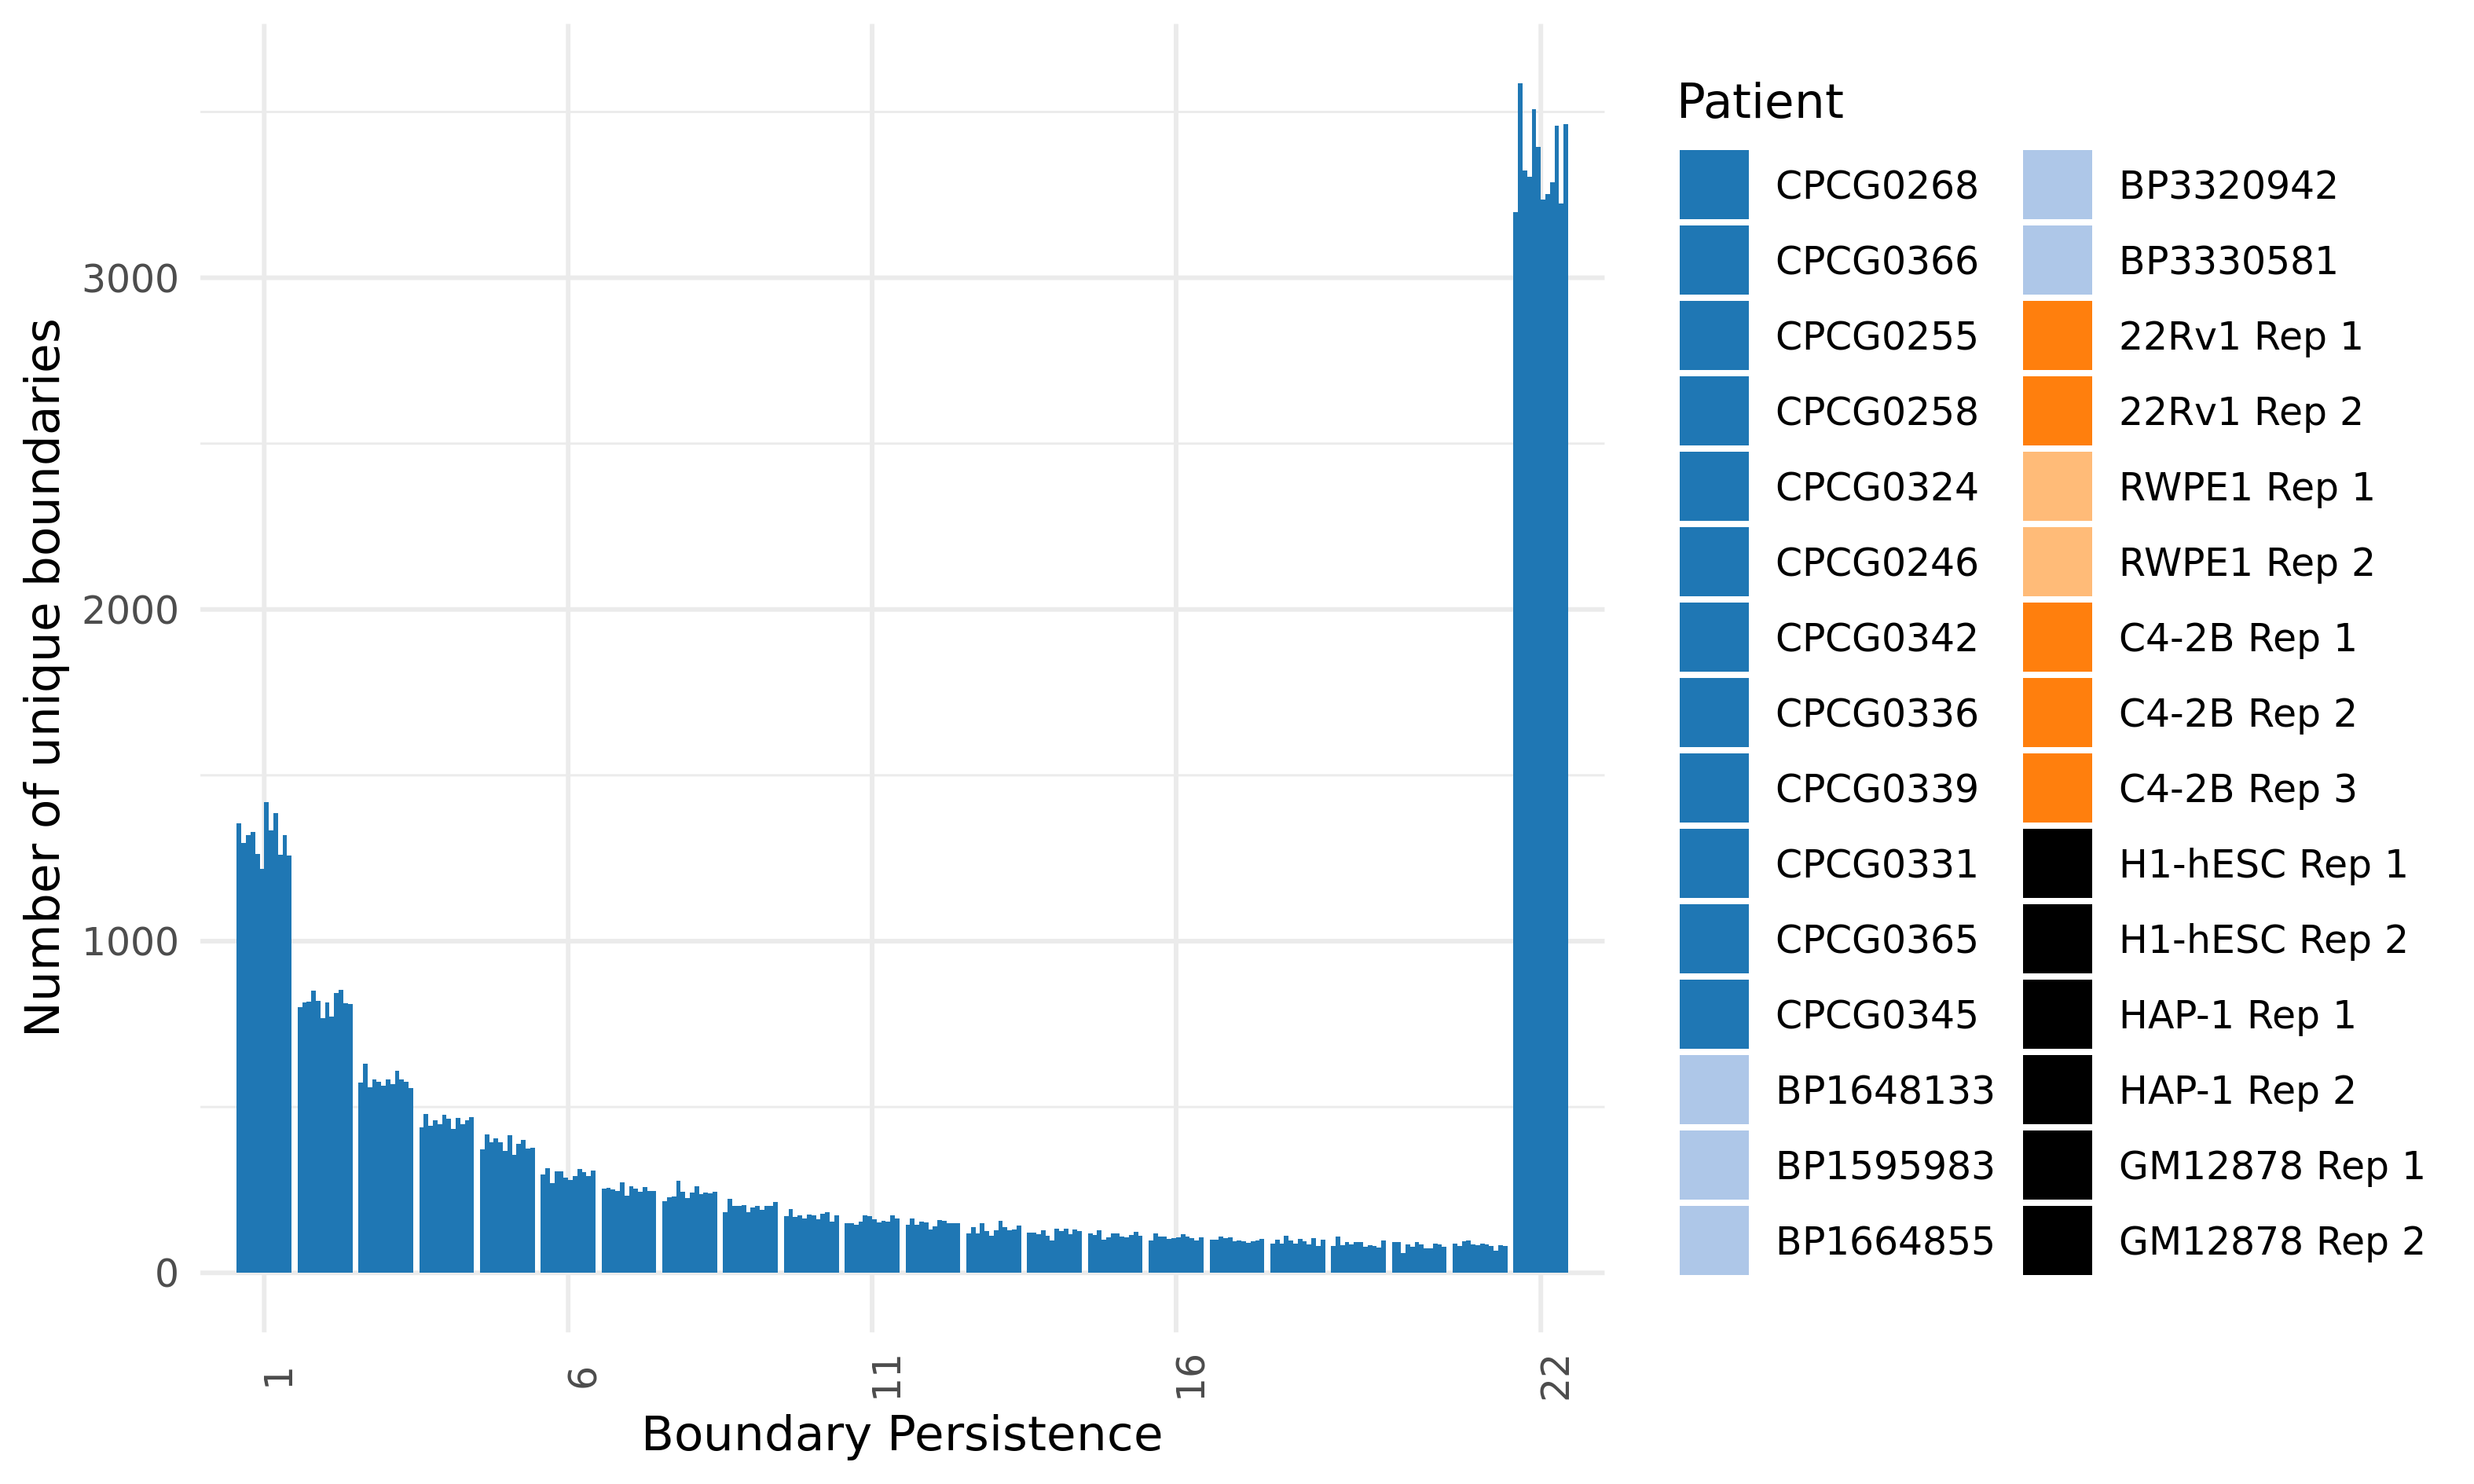 Number of unique boundaries
3000
2000
1000
0
1
6
11
16
22
Boundary Persistence
Patient
CPCG0268
CPCG0366
CPCG0255
CPCG0258
CPCG0324
CPCG0246
CPCG0342
CPCG0336
CPCG0339
CPCG0331
CPCG0365
CPCG0345
BP1648133
BP1595983
BP1664855
BP3320942
BP3330581
22Rv1 Rep 1
22Rv1 Rep 2
RWPE1 Rep 1
RWPE1 Rep 2
C4-2B Rep 1
C4-2B Rep 2
C4-2B Rep 3
H1-hESC Rep 1
H1-hESC Rep 2
HAP-1 Rep 1
HAP-1 Rep 2
GM12878 Rep 1
GM12878 Rep 2